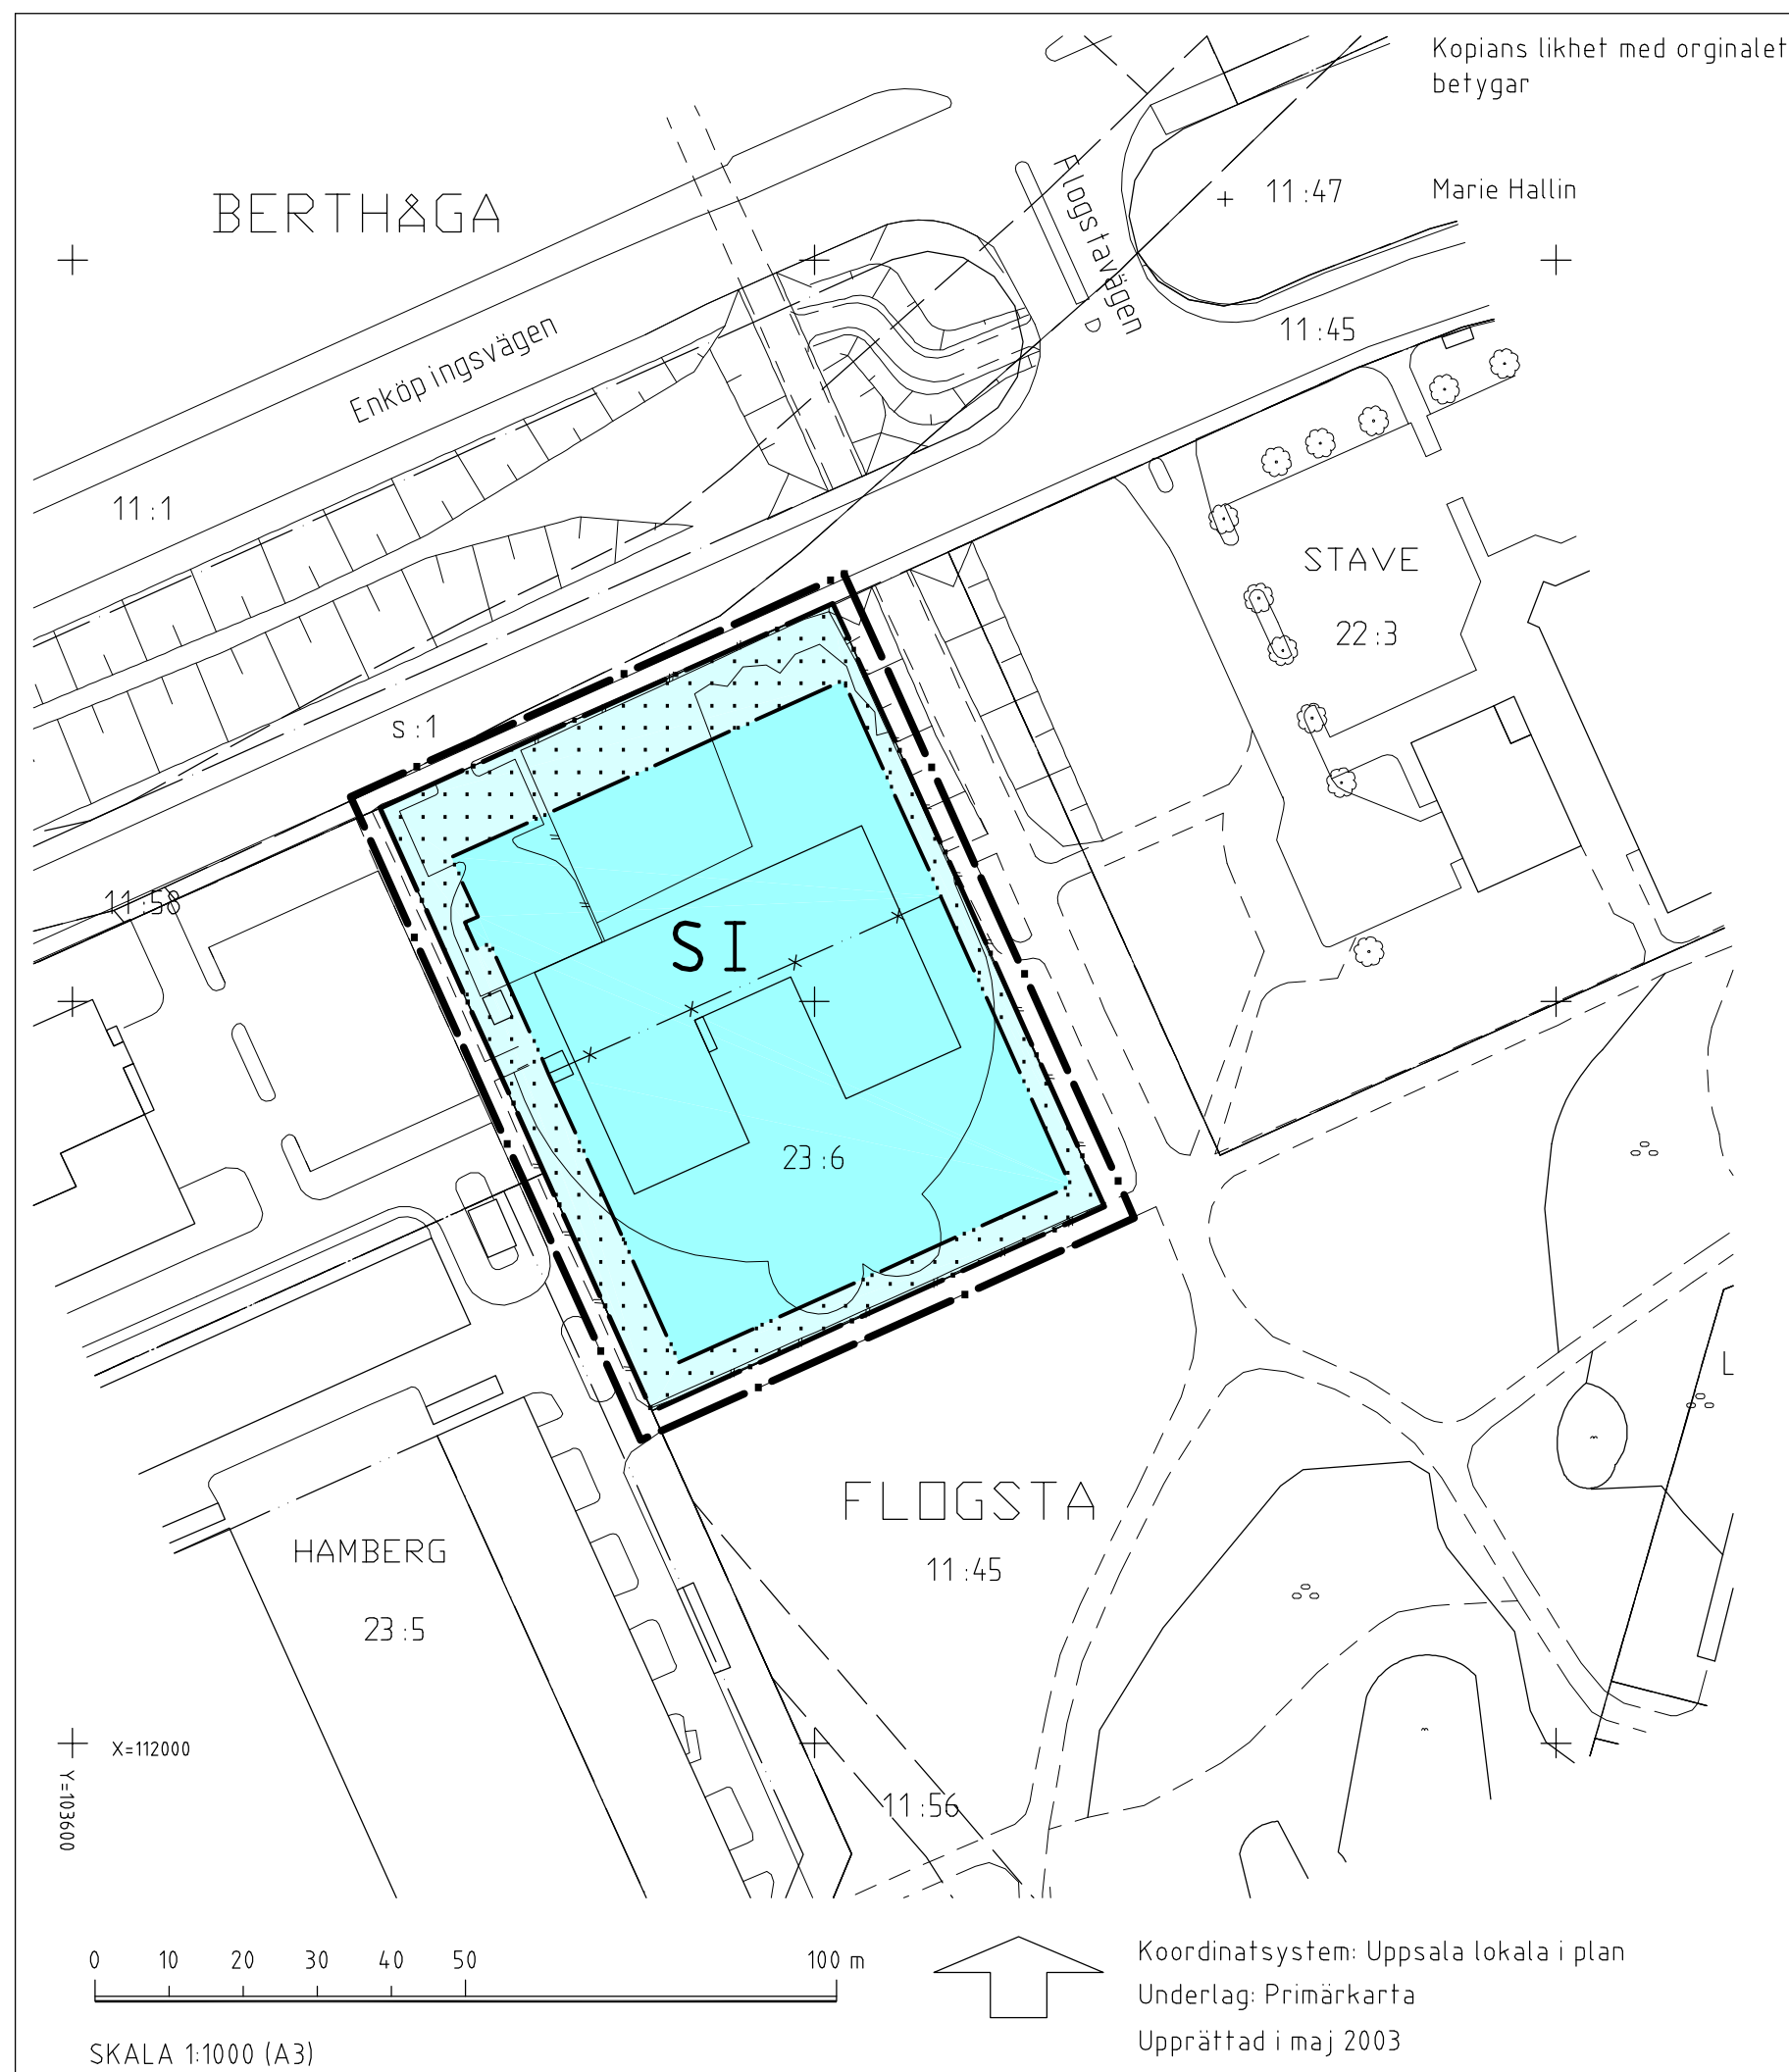 Kopians likhet med orginalet
betygar
Marie Hallin
BERTHÅGA
Flogstavägen
11:47
11:45
Enköpingsvägen
11:1
STAVE
22:3
S:1
11:58
SI
23:6
L
FLOGSTA
11:45
HAMBERG
23:5
X=112000
Y=103600
11:56
0 10 20 30 40 50 100 m
SKALA 1:1000 (A3)
Koordinatsystem: Uppsala lokala i plan
Underlag: Primärkarta
Upprättad i maj 2003